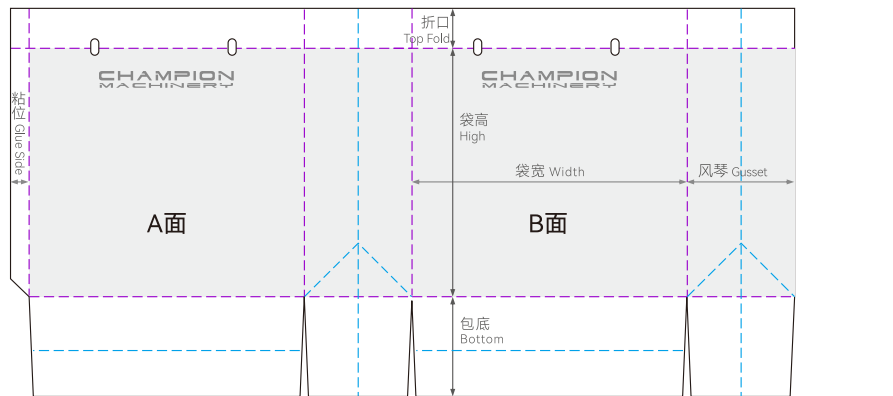 折口
Top Fold
CHAMPION
MACHINERY
CHAMPION
MACHINERY
粘位 Glue Side
袋高
High
袋宽 Width
风琴 Gusset
A面
B面
包底
Bottom